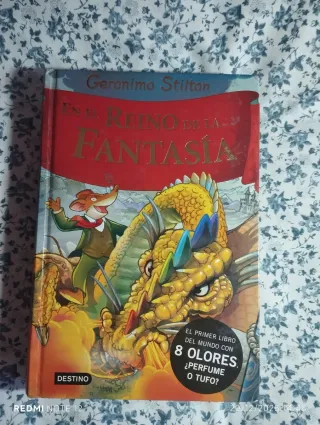 Geronimo Stilton
EN EL REINO DE LA
FANTASÍA
EL PRIMER LIBRO
DEL MUNDO CON
8 OLORES
¿PERFUME
O TUFO?
DESTINO
REDMI NOTE